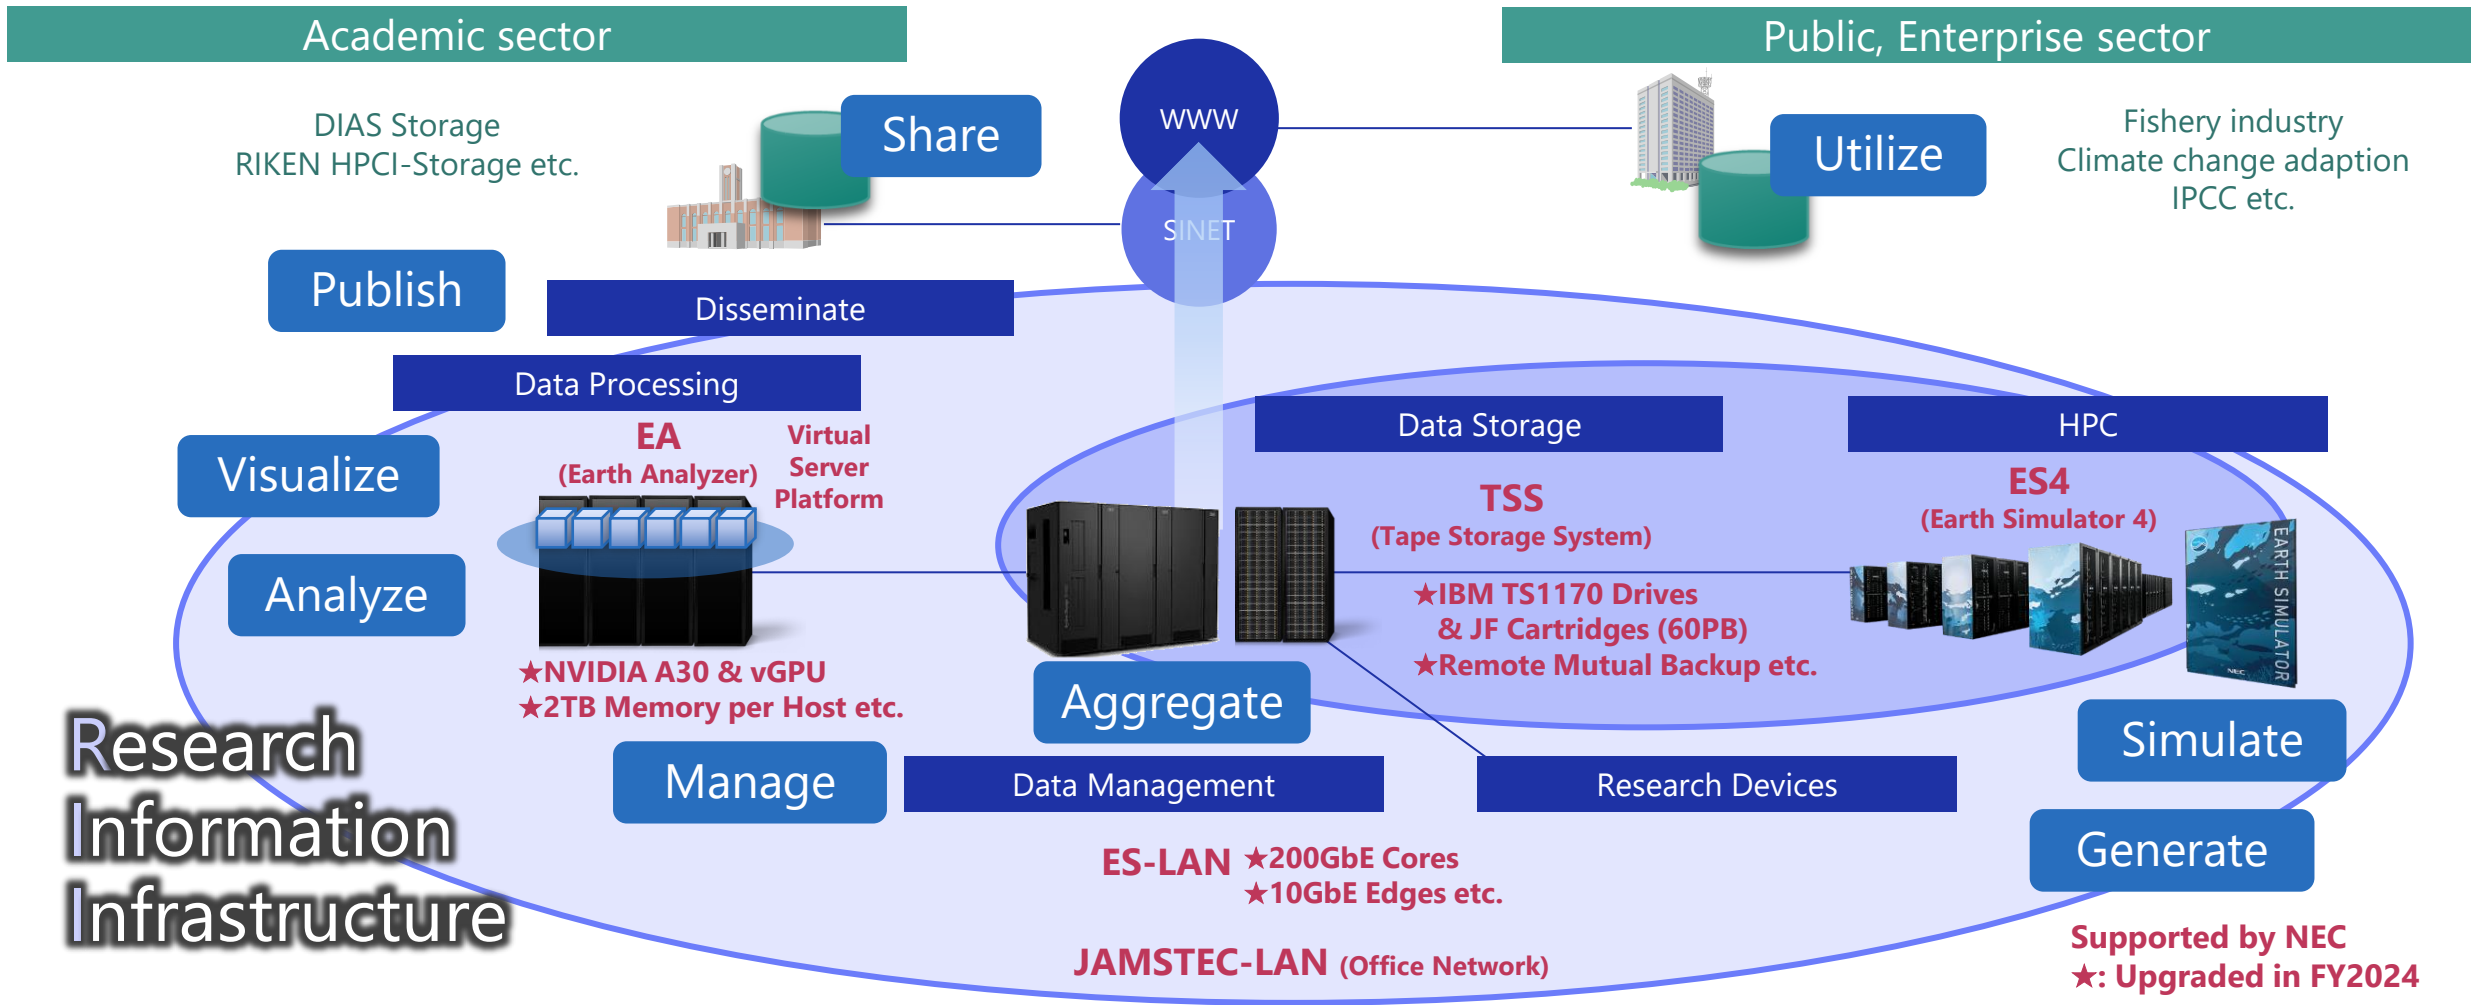 Academic sector
Public, Enterprise sector
DIAS Storage
RIKEN HPCI-Storage etc.
Share
WWW
SINET
Utilize
Fishery industry
Climate change adaption
IPCC etc.
Publish
Disseminate
Data Processing
Visualize
Analyze
EA
(Earth Analyzer)
Virtual
Server
Platform
★NVIDIA A30 & vGPU
★2TB Memory per Host etc.
Manage
Data Storage
TSS
(Tape Storage System)
★IBM TS1170 Drives
& JF Cartridges (60PB)
★Remote Mutual Backup etc.
Aggregate
HPC
ES4
(Earth Simulator 4)
EARTH SIMULATOR
NEC
Simulate
Generate
Data Management
Research Devices
ES-LAN ★200GbE Cores
★10GbE Edges etc.
JAMSTEC-LAN (Office Network)
Research
Information
Infrastructure
Supported by NEC
★: Upgraded in FY2024